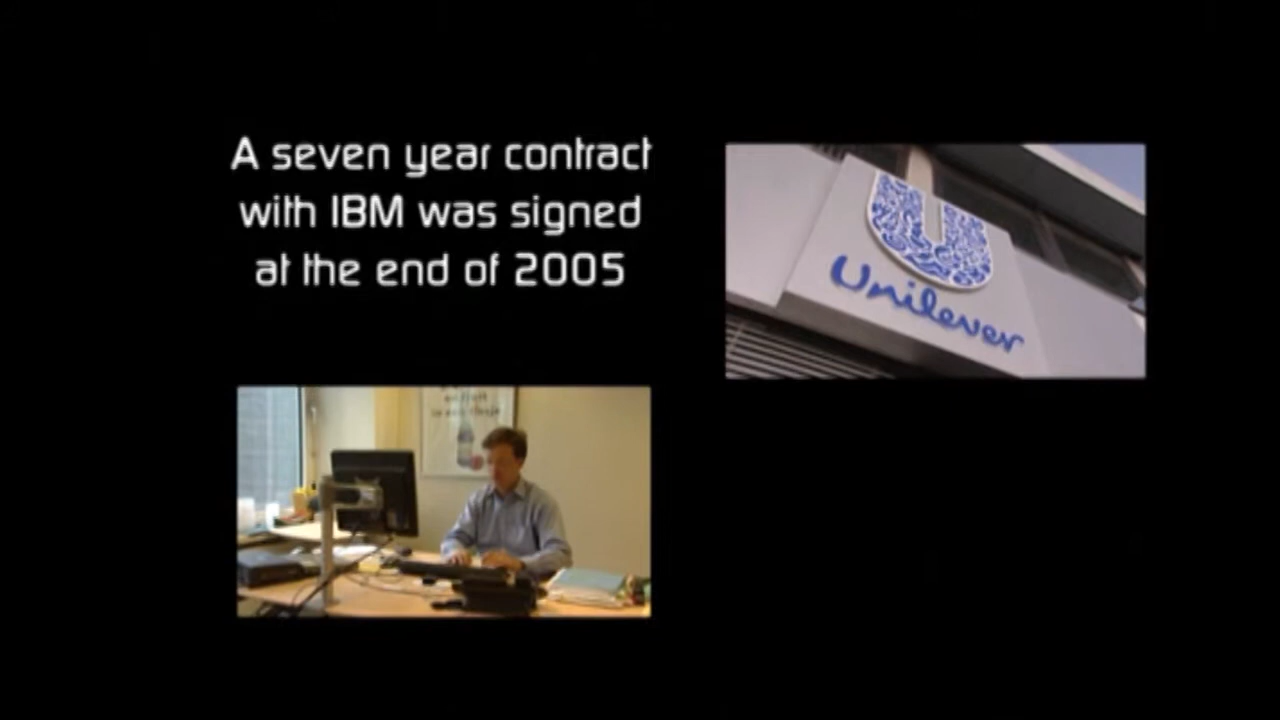 A seven year contract
with IBM was signed
at the end of 2005
Unilever